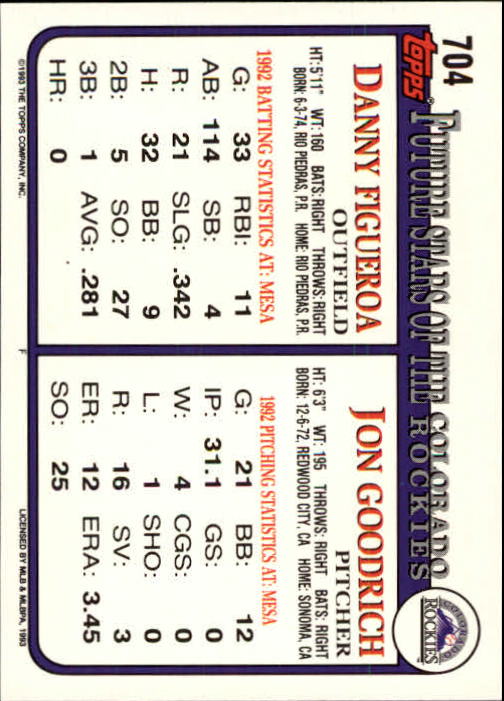 704
topps®
FUTURE STARS OF THE COLORADO ROCKIES
COLORADO
ROCKIES
DANNY FIGUEROA
OUTFIELD
HT: 5'11" WT: 160 BATS: RIGHT THROWS: RIGHT
BORN: 6-3-74, RIO PIEDRAS, P.R. HOME: RIO PIEDRAS, P.R.
1992 BATTING STATISTICS AT: MESA
G: 33 RBI: 11
AB: 114 SB: 4
R: 21 SLG: .342
H: 32 BB: 9
2B: 5 SO: 27
3B: 1 AVG: .281
HR: 0
JON GOODRICH
PITCHER
HT: 6'3" WT: 195 THROWS: RIGHT BATS: RIGHT
BORN: 12-6-72, REDWOOD CITY, CA HOME: SONOMA, CA
1992 PITCHING STATISTICS AT: MESA
G: 21 BB: 12
IP: 31.1 GS: 0
W: 4 CGS: 0
L: 1 SHO: 0
R: 16 SV: 3
ER: 12 ERA: 3.45
SO: 25
©1993 THE TOPPS COMPANY, INC.
F
LICENSED BY MLB & MLBPA, 1993